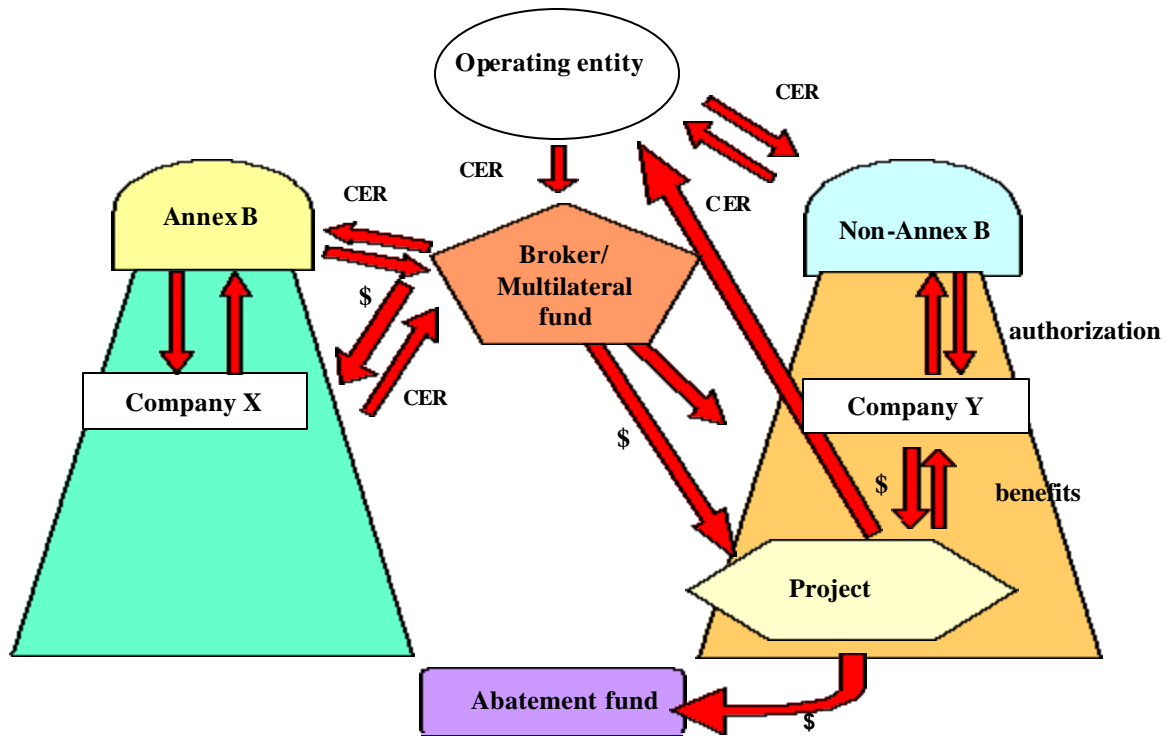 Operating entity
CER
CER
CER
CER
Annex B
Non-Annex B
Broker/
Multilateral
fund
$
authorization
Company X
CER
Company Y
$
$
benefits
Project
Abatement fund
$